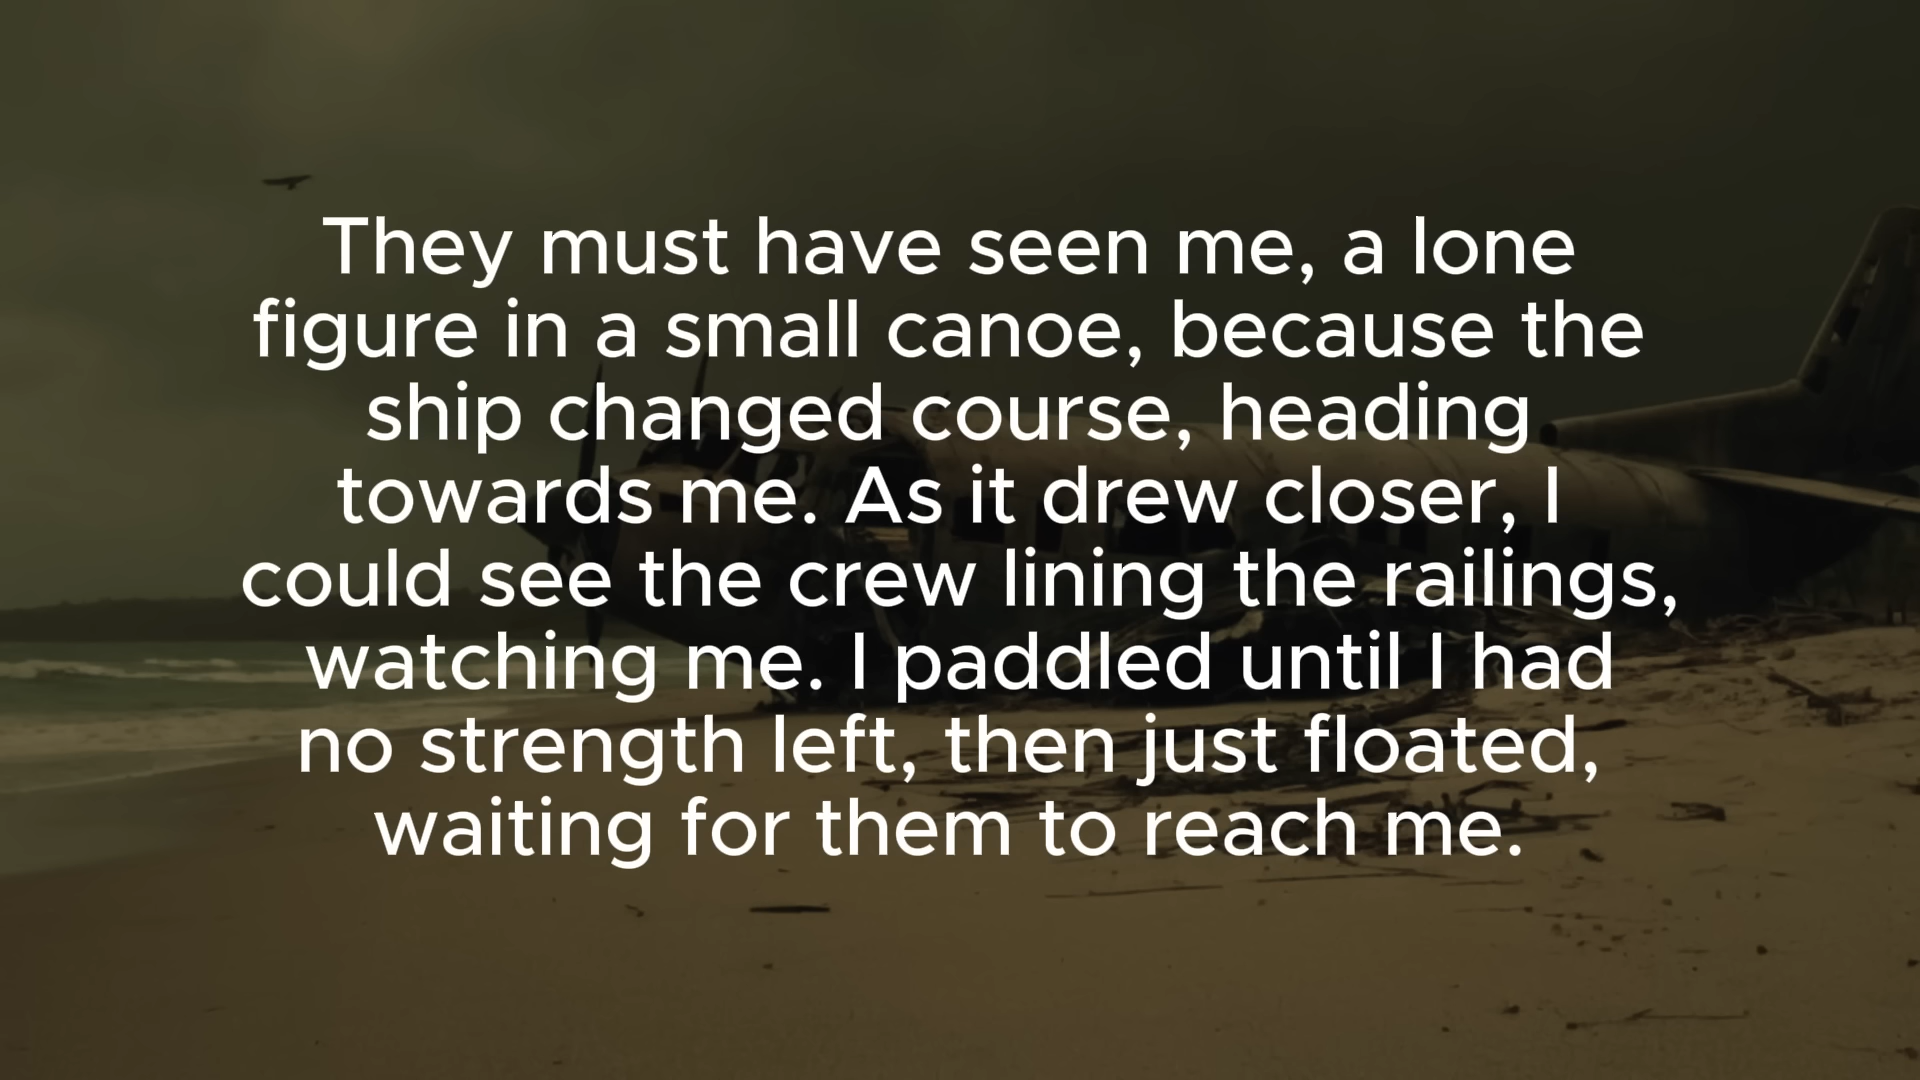 They must have seen me, a lone
figure in a small canoe, because the
ship changed course, heading
towards me. As it drew closer, I
could see the crew lining the railings,
watching me. I paddled until I had
no strength left, then just floated,
waiting for them to reach me.